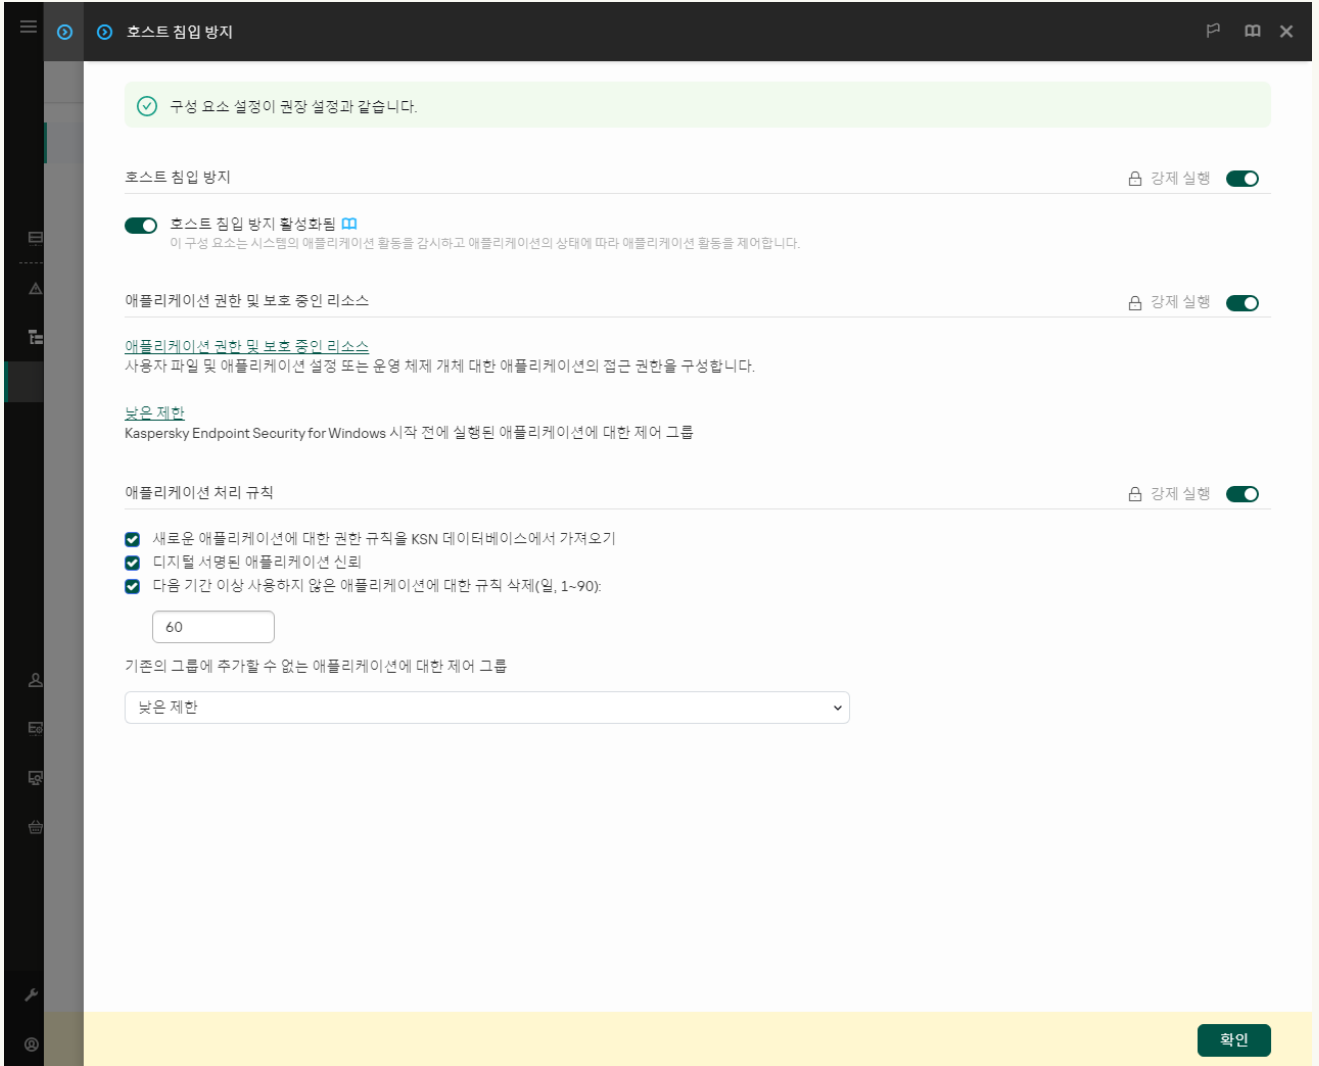 호스트 침입 방지
구성 요소 설정이 권장 설정과 같습니다.
호스트 침입 방지
강제 실행
호스트 침입 방지 활성화됨
이 구성 요소는 시스템의 애플리케이션 활동을 감시하고 애플리케이션의 상태에 따라 애플리케이션 활동을 제어합니다.
애플리케이션 권한 및 보호 중인 리소스
강제 실행
애플리케이션 권한 및 보호 중인 리소스
사용자 파일 및 애플리케이션 설정 또는 운영 체제 개체 대한 애플리케이션의 접근 권한을 구성합니다.
낮은 제한
Kaspersky Endpoint Security for Windows 시작 전에 실행된 애플리케이션에 대한 제어 그룹
애플리케이션 처리 규칙
강제 실행
새로운 애플리케이션에 대한 권한 규칙을 KSN 데이터베이스에서 가져오기
디지털 서명된 애플리케이션 신뢰
다음 기간 이상 사용하지 않은 애플리케이션에 대한 규칙 삭제(일, 1~90):
60
기존의 그룹에 추가할 수 없는 애플리케이션에 대한 제어 그룹
낮은 제한
확인